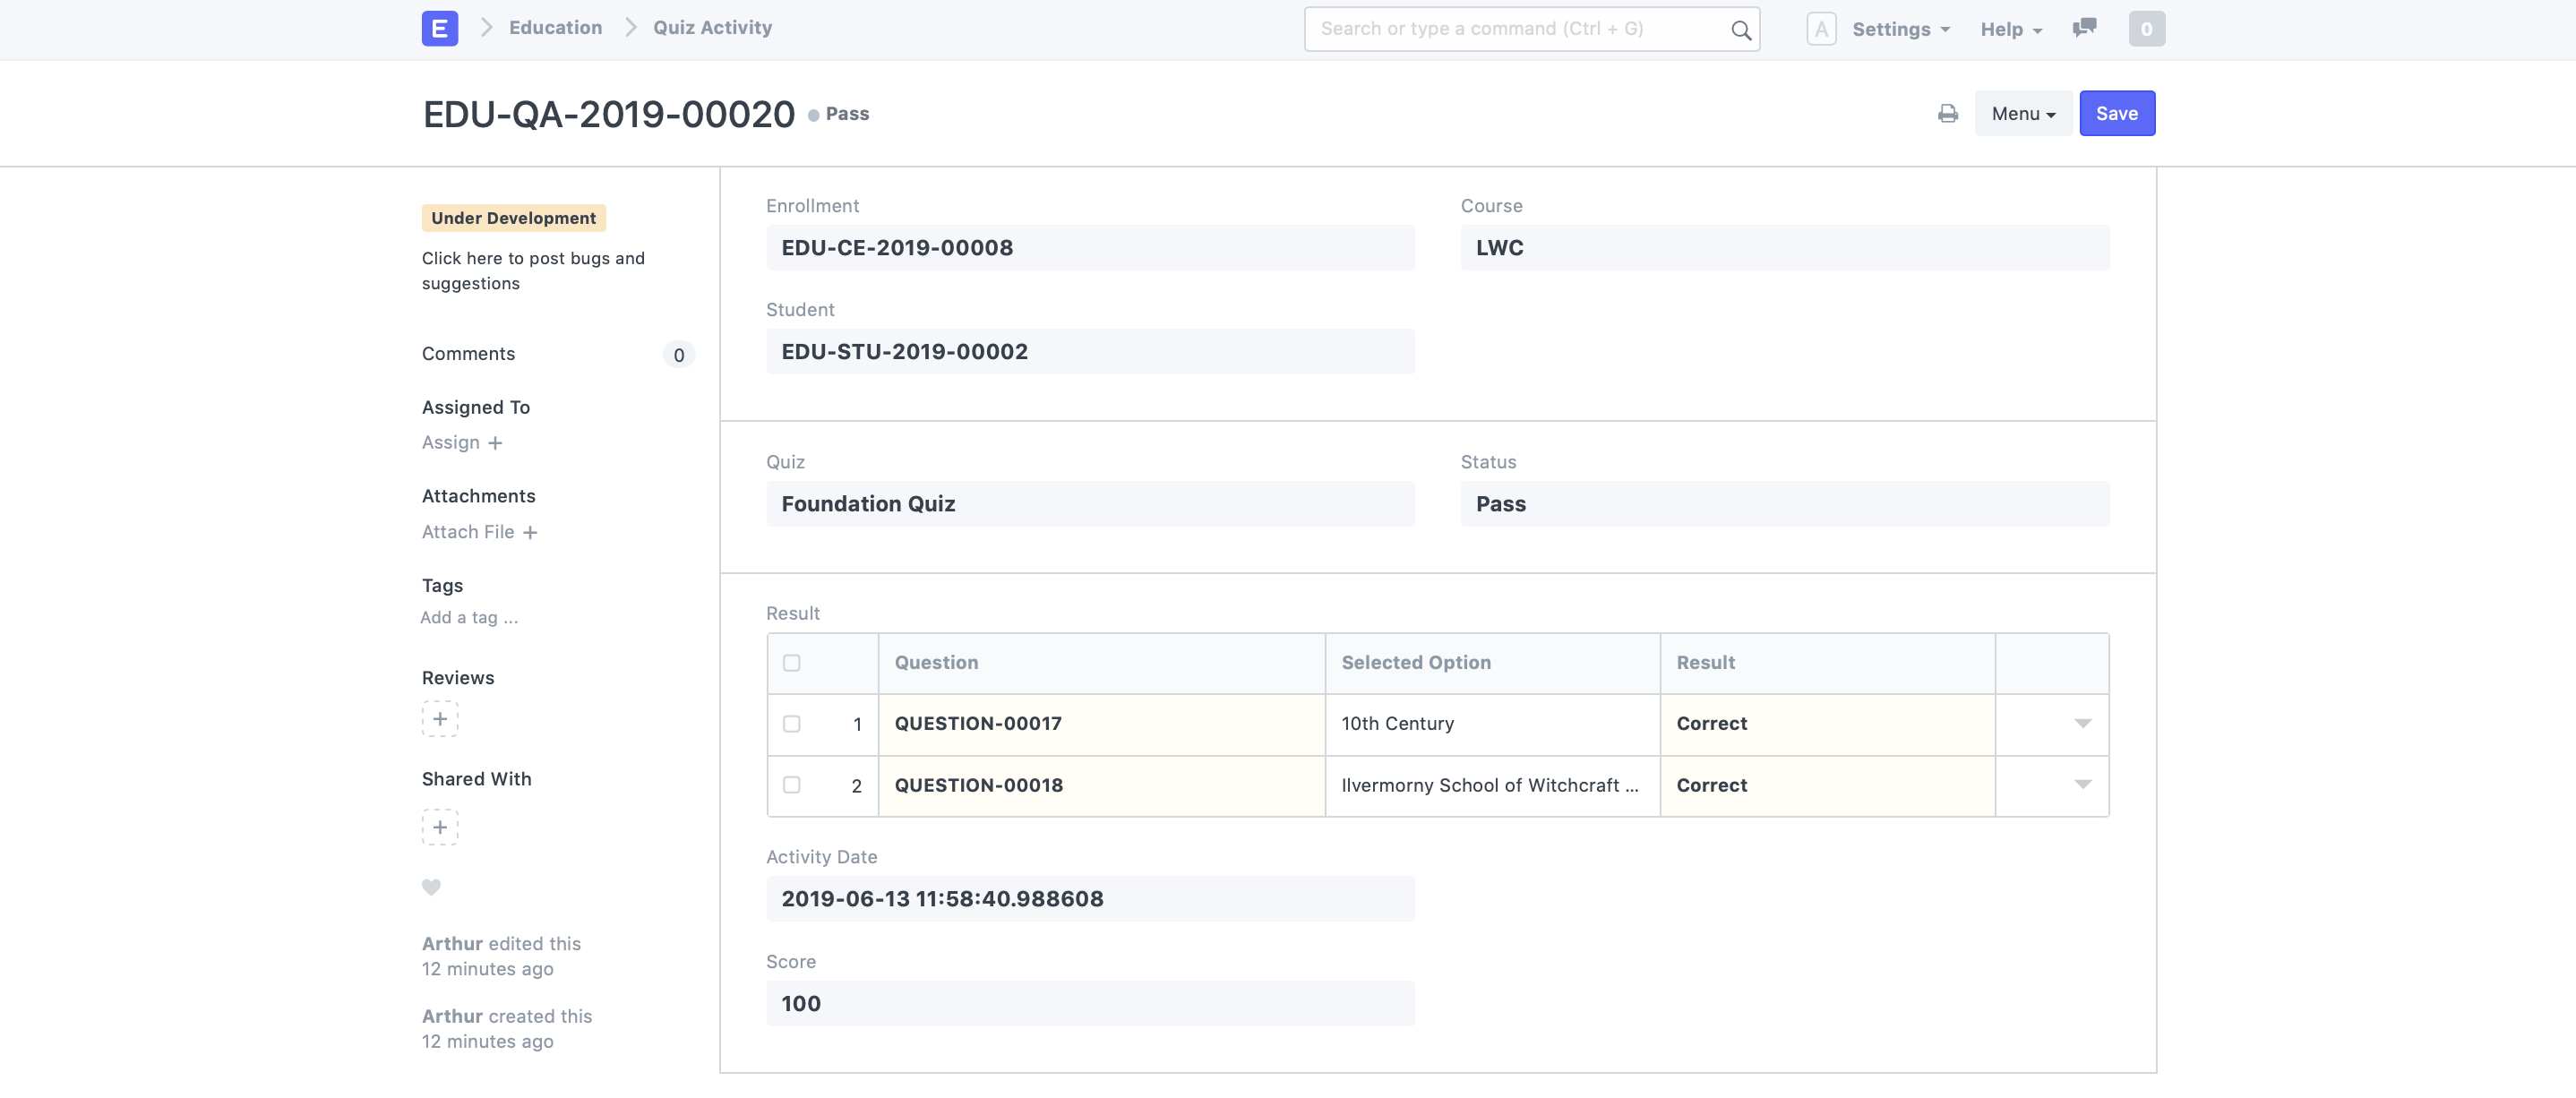 E Education Quiz Activity Search or type a command (Ctrl + G) A Settings Help 0
EDU-QA-2019-00020 Pass Menu Save
Under Development
Click here to post bugs and
suggestions
Comments 0
Assigned To
Assign +
Attachments
Attach File +
Tags
Add a tag ...
Reviews
+
Shared With
+
Arthur edited this
12 minutes ago
Arthur created this
12 minutes ago
Enrollment
EDU-CE-2019-00008
Course
LWC
Student
EDU-STU-2019-00002
Quiz
Foundation Quiz
Status
Pass
Result
Question Selected Option Result
1 QUESTION-00017 10th Century Correct
2 QUESTION-00018 Ilvermorny School of Witchcraft ... Correct
Activity Date
2019-06-13 11:58:40.988608
Score
100